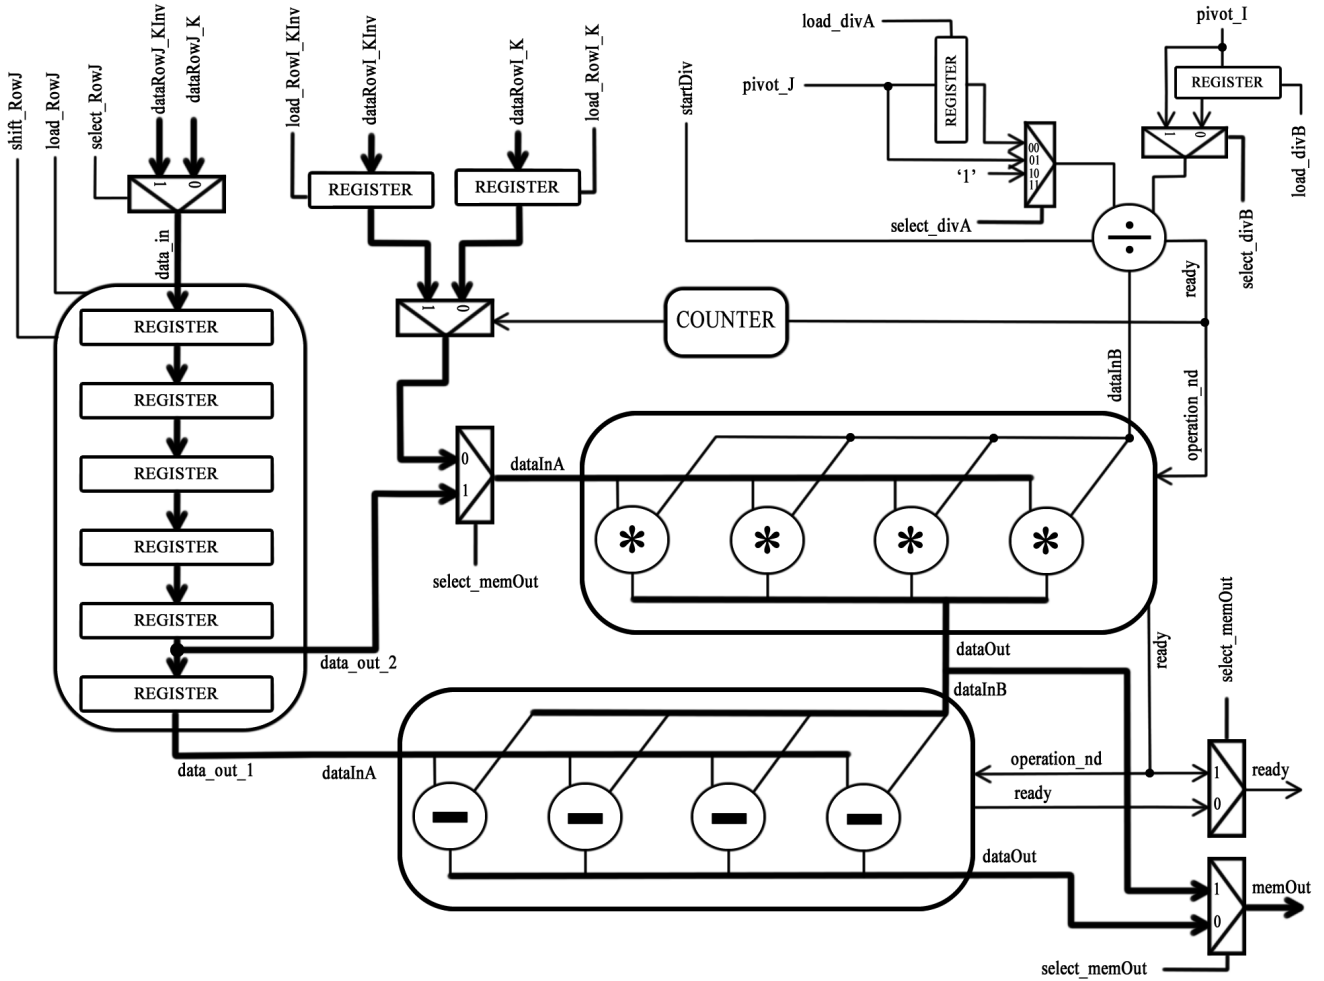 shift_RowJ
load_RowJ
select_RowJ
dataRowJ_KInv
dataRowJ_K
load_RowI_KInv
dataRowI_KInv
dataRowI_K
load_RowI_K
startDiv
load_divA
pivot_J
REGISTER
pivot_I
REGISTER
load_divB
1
0
select_divB
00
01
10
11
‘1’
select_divA
÷
ready
1
0
REGISTER
REGISTER
data_in
1
0
COUNTER
REGISTER
REGISTER
REGISTER
REGISTER
REGISTER
REGISTER
data_out_2
data_out_1
0
1
select_memOut
dataInA
dataInB
operation_nd
* * * *
dataOut
dataInB
ready
select_memOut
dataInA
- - - -
operation_nd
ready
1
0
ready
dataOut
1
0
memOut
select_memOut